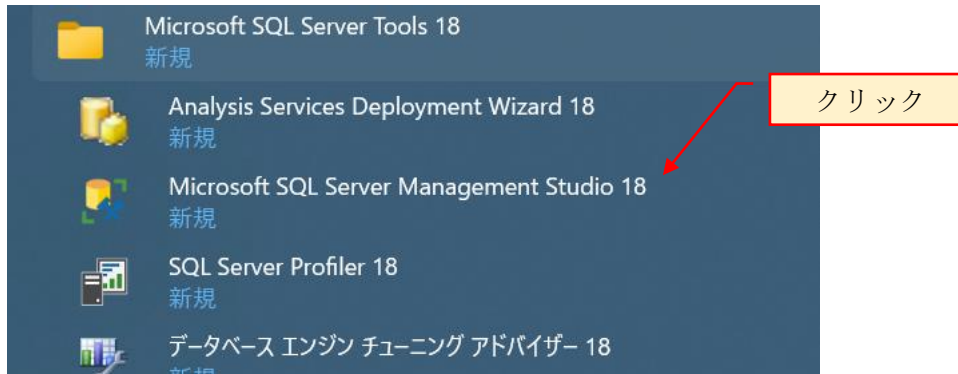 Microsoft SQL Server Tools 18
新規
クリック
Analysis Services Deployment Wizard 18
新規
Microsoft SQL Server Management Studio 18
新規
SQL Server Profiler 18
新規
データベース エンジン チューニング アドバイザー 18
新規